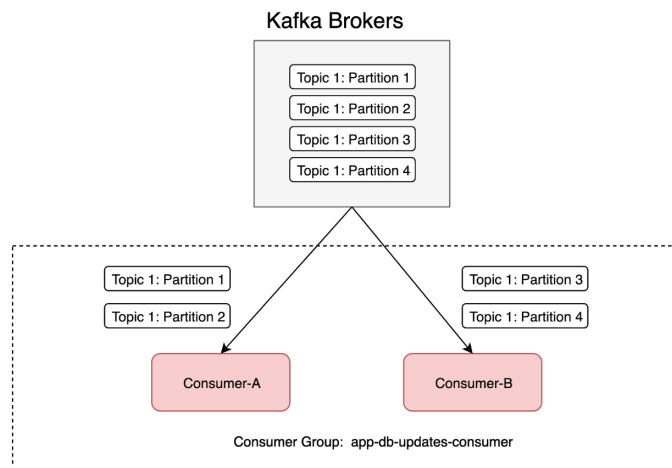 Kafka Brokers
Topic 1: Partition 1
Topic 1: Partition 2
Topic 1: Partition 3
Topic 1: Partition 4
Topic 1: Partition 1
Topic 1: Partition 2
Topic 1: Partition 3
Topic 1: Partition 4
Consumer-A
Consumer-B
Consumer Group: app-db-updates-consumer